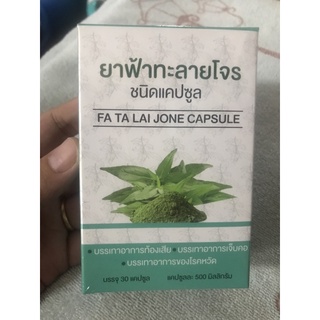 ยาฟ้าทะลายโจร
ชนิดแคปซูล
FA TA LAI JONE CAPSULE
• บรรเทาอาการท้องเสีย • บรรเทาอาการเจ็บคอ
• บรรเทาอาการของโรคหวัด
บรรจุ 30 แคปซูล แคปซูลละ 500 มิลลิกรัม